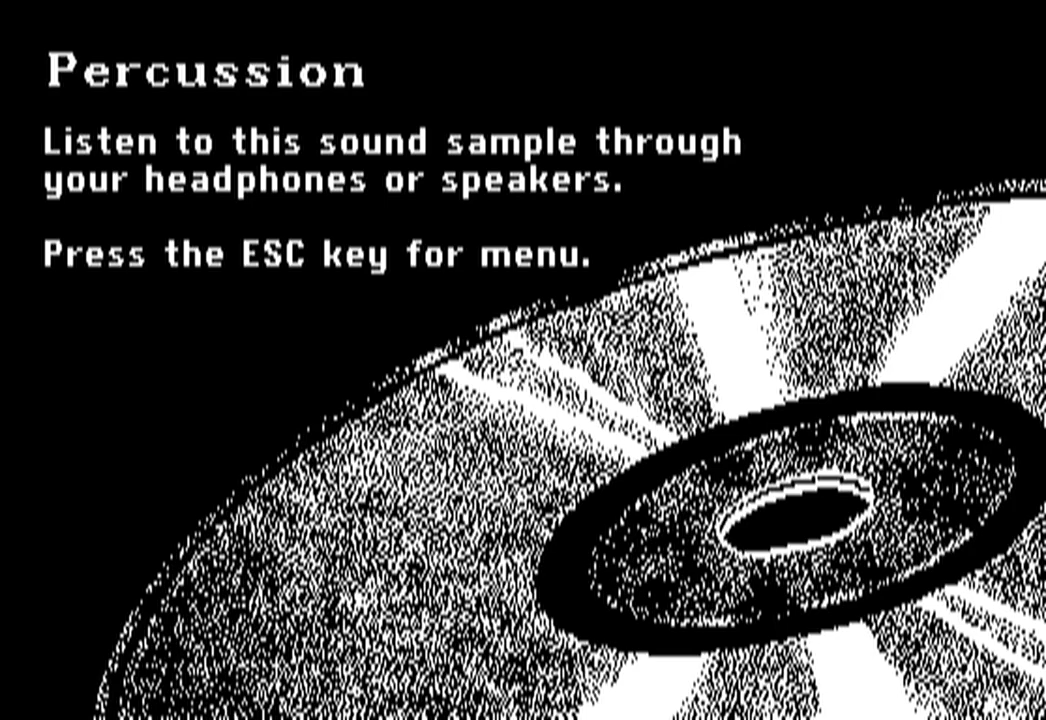 Percussion
Listen to this sound sample through
your headphones or speakers.
Press the ESC key for menu.